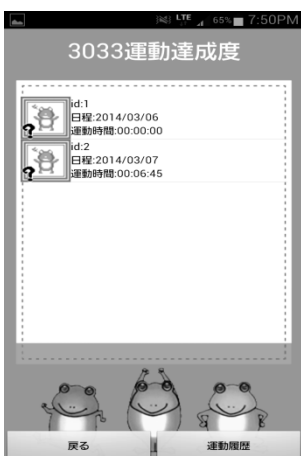 LTE 65% 7:50PM
3033運動達成度
id:1
日程:2014/03/06
運動時間:00:00:00
id:2
日程:2014/03/07
運動時間:00:06:45
戻る
運動履歴